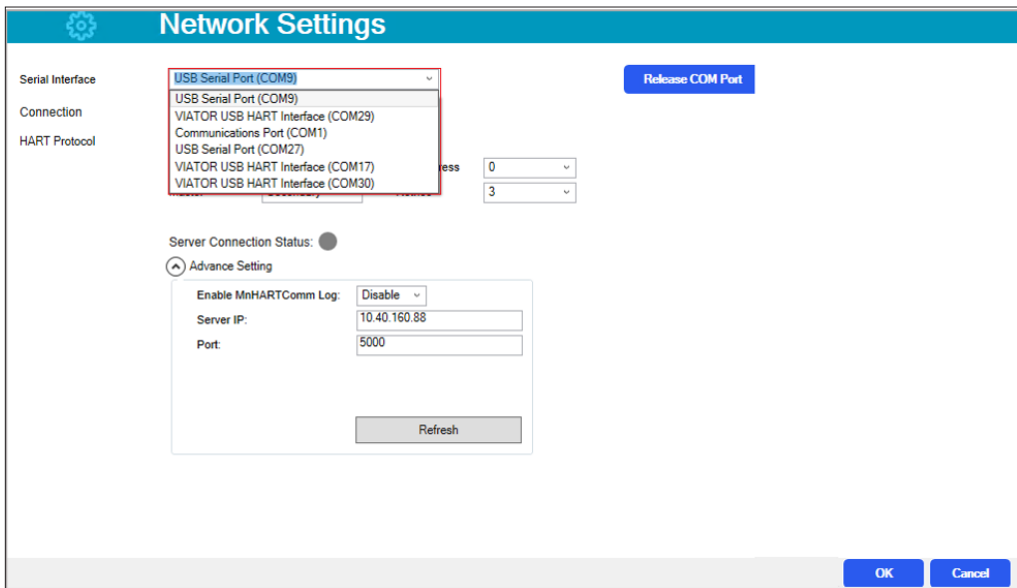 Network Settings
Serial Interface
USB Serial Port (COM9)
Release COM Port
USB Serial Port (COM9)
Connection
VIATOR USB HART Interface (COM29)
Communications Port (COM1)
HART Protocol
USB Serial Port (COM27)
VIATOR USB HART Interface (COM17)
ress 0
VIATOR USB HART Interface (COM30)
3
Server Connection Status:
Advance Setting
Enable MnHARTComm Log: Disable
Server IP: 10.40.160.88
Port: 5000
Refresh
OK Cancel